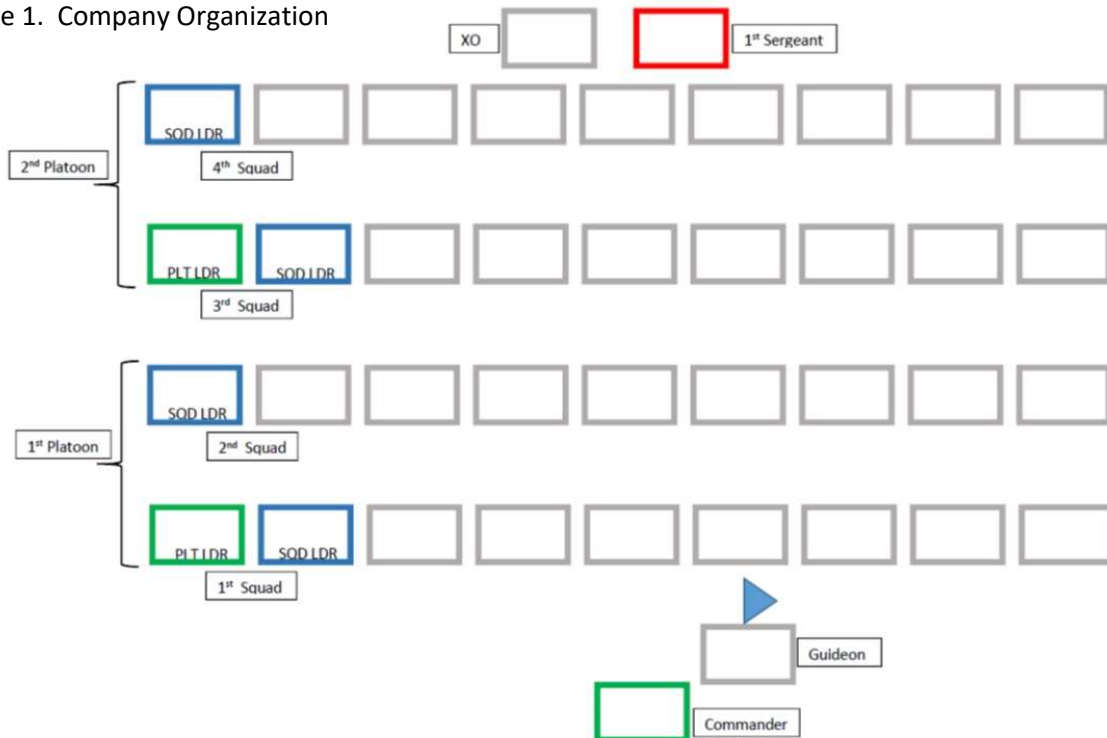 e 1. Company Organization
XO
1st Sergeant
SQD LDR
2nd Platoon
4th Squad
PLT LDR SQD LDR
3rd Squad
SQD LDR
1st Platoon
2nd Squad
PLT LDR SQD LDR
1st Squad
Guideon
Commander